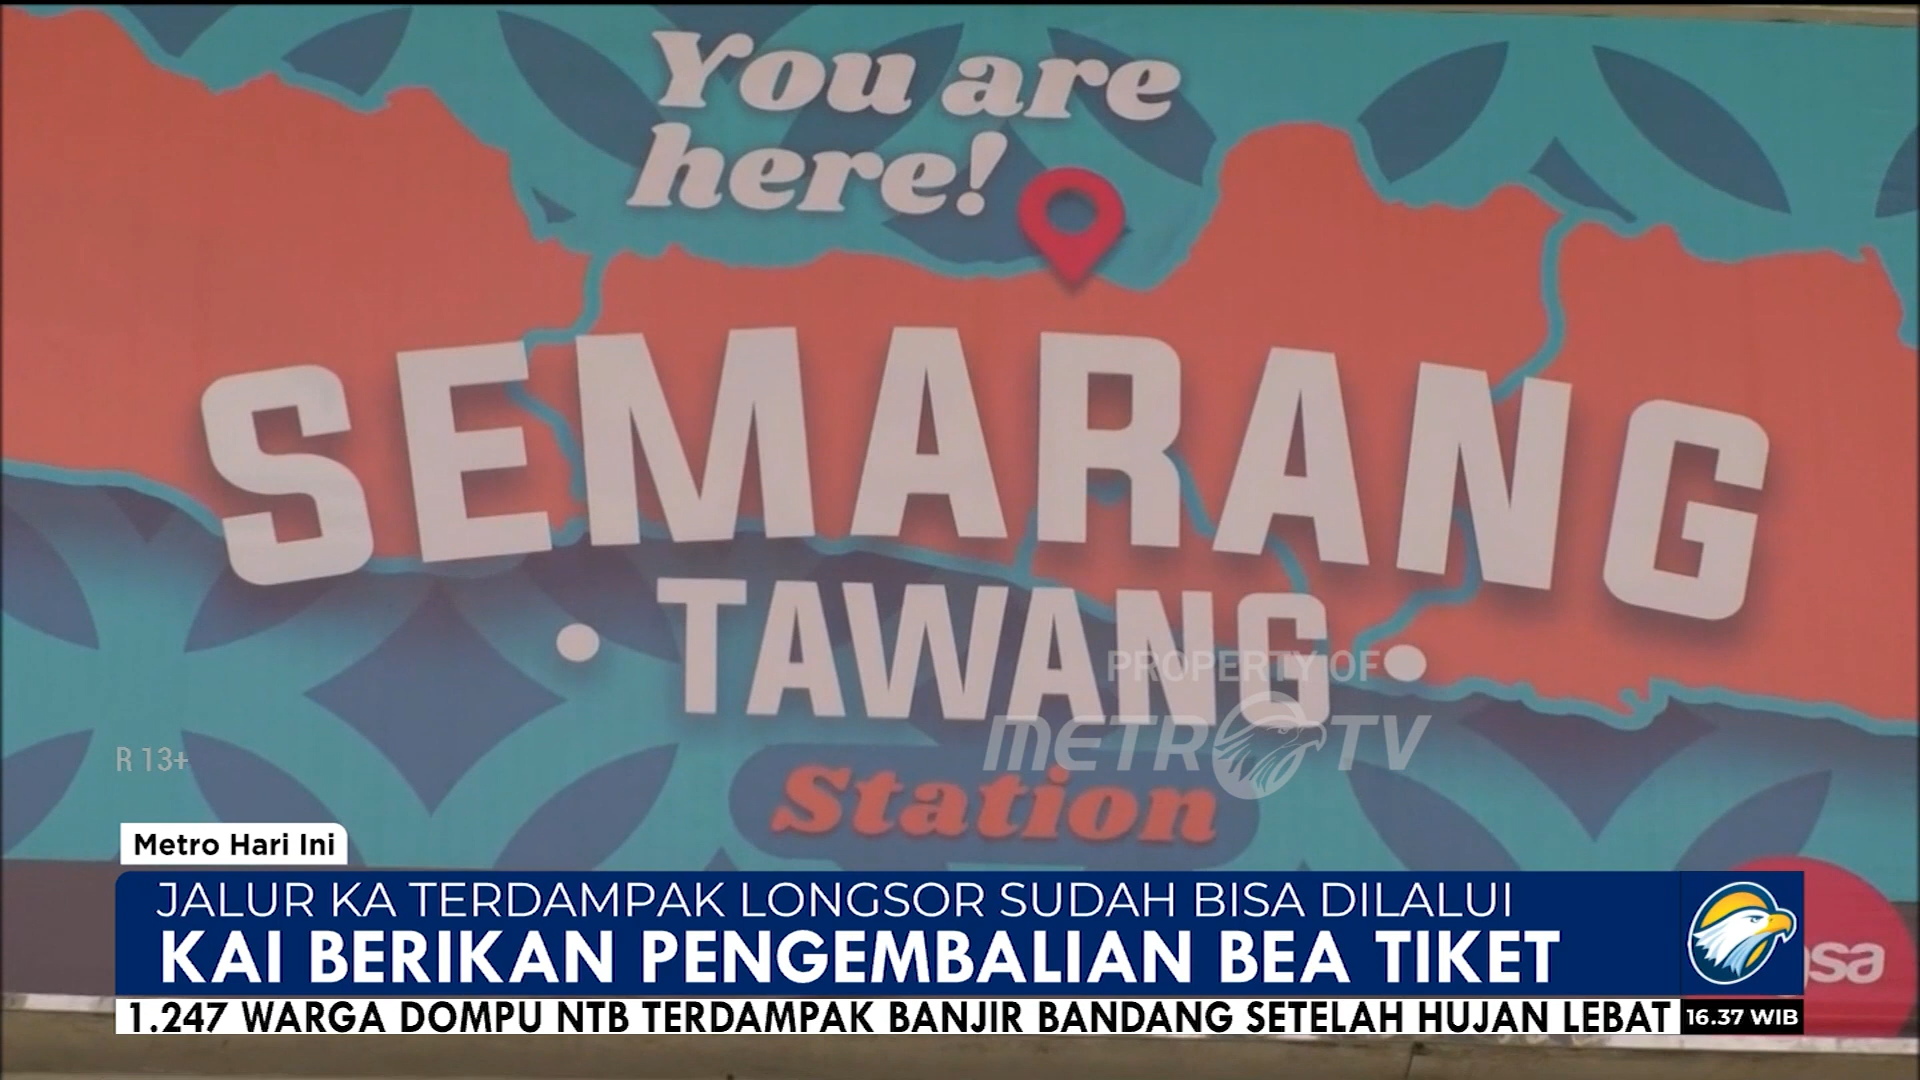 You are
here!
SEMARANG
• TAWANG •
Station
PROPERTY OF
METRO TV
R 13+
Metro Hari Ini
JALUR KA TERDAMPAK LONGSOR SUDAH BISA DILALUI
KAI BERIKAN PENGEMBALIAN BEA TIKET
1.247 WARGA DOMPU NTB TERDAMPAK BANJIR BANDANG SETELAH HUJAN LEBAT
16.37 WIB